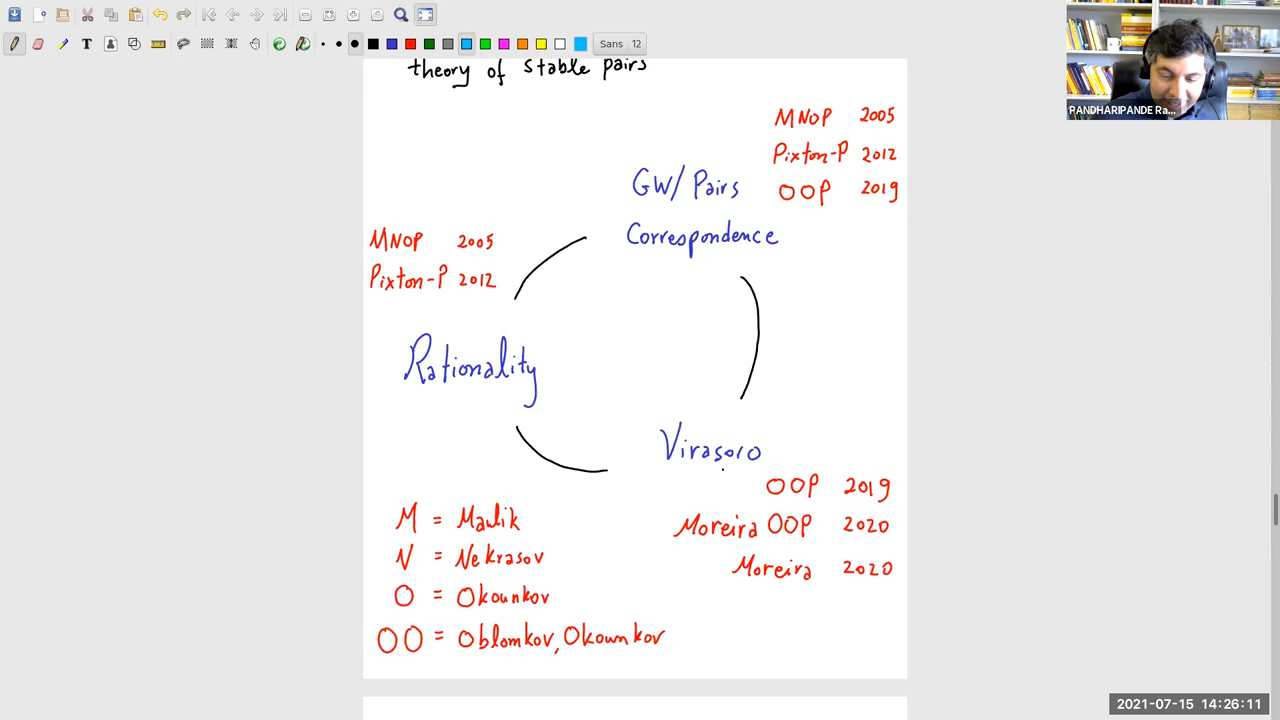 Sans 12
PANDHARIPANDE Ra...
theory of stable pairs
MNOP 2005
Pixton-P 2012
GW/Pairs OOP 2019
Correspondence
MNOP 2005
Pixton-P 2012
Rationality
Virasoro
OOP 2019
Moreira OOP 2020
Moreira 2020
M = Maulik
N = Nekrasov
O = Okounkov
OO = Oblomkov, Okounkov
2021-07-15 14:26:11